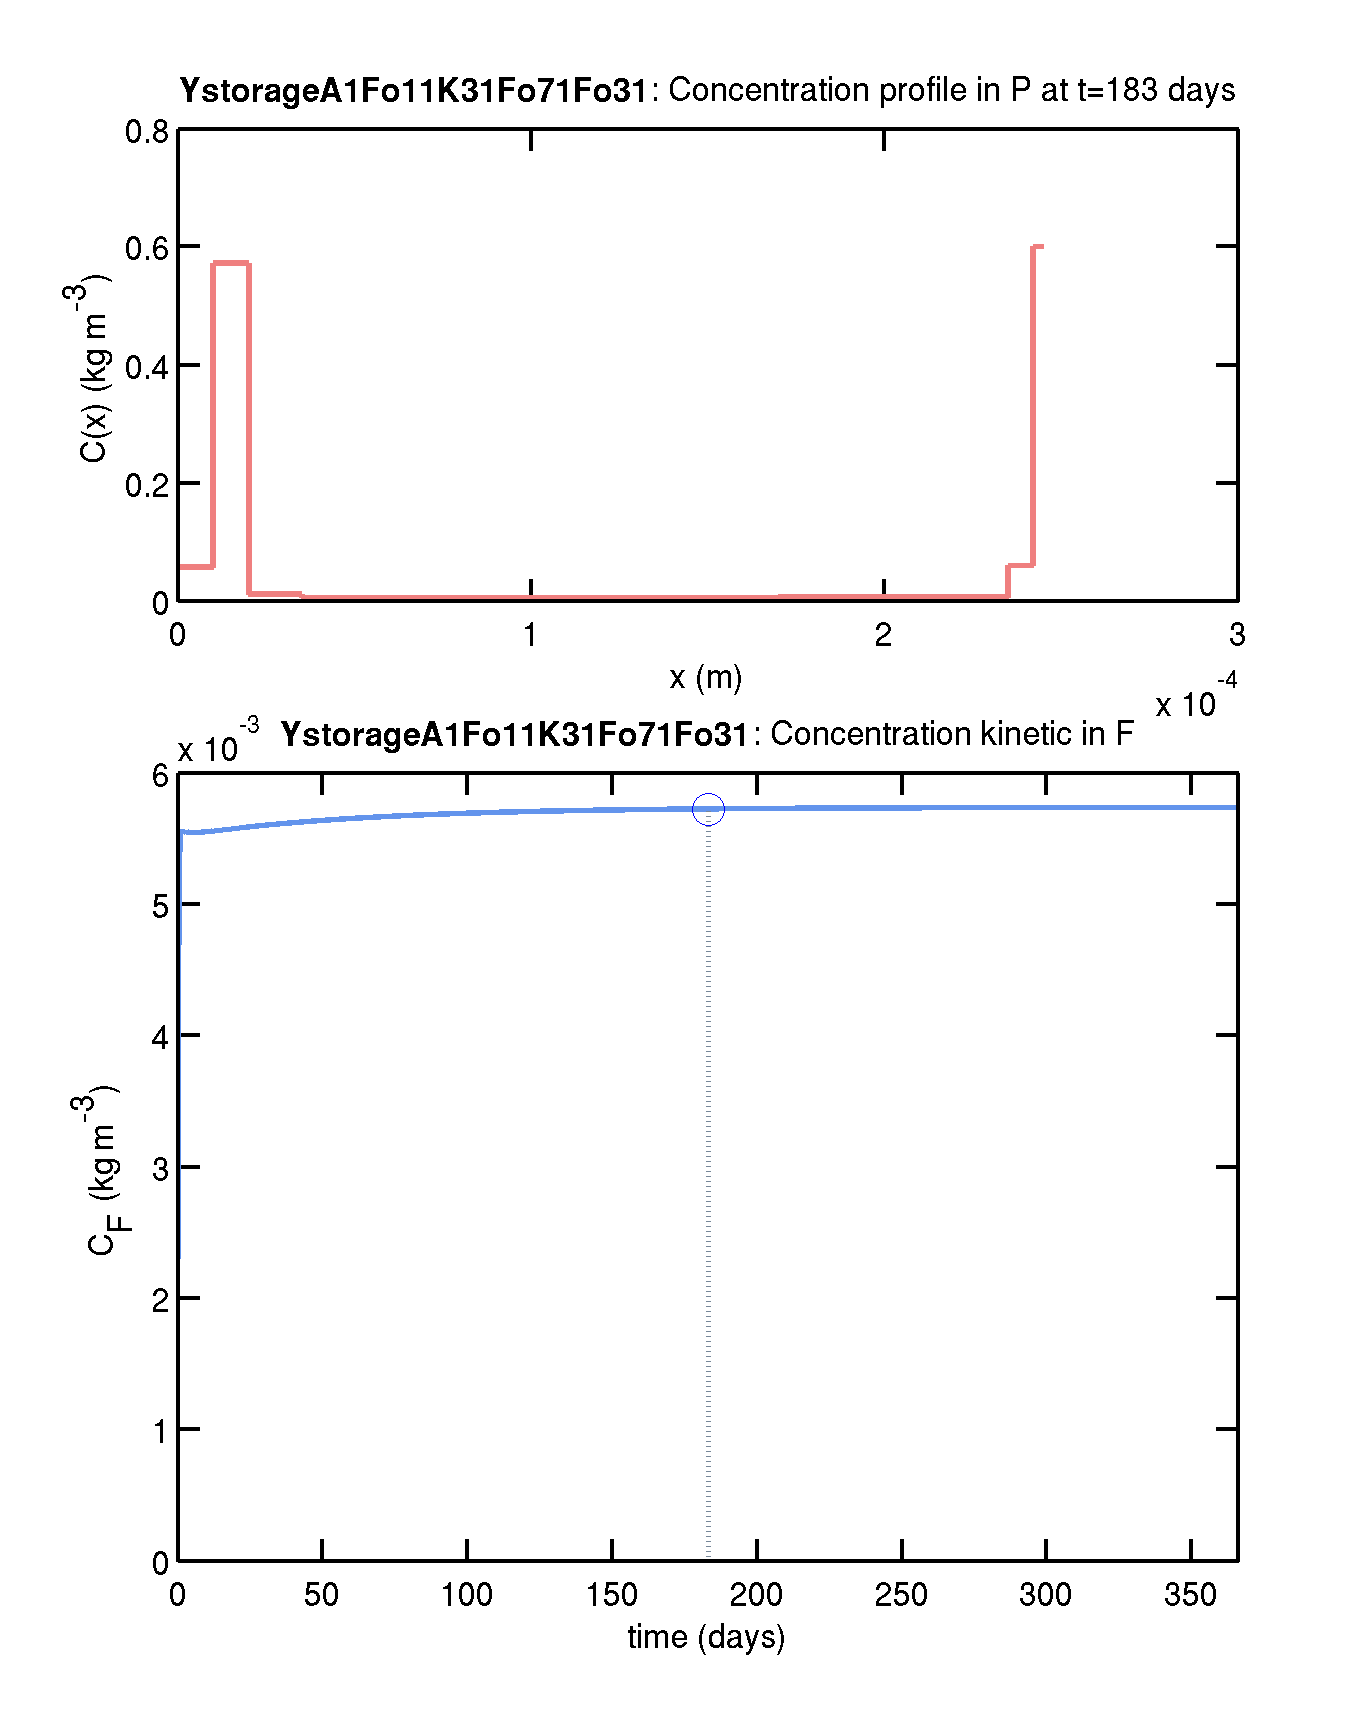 YstorageA1Fo11K31Fo71Fo31: Concentration profile in P at t=183 days
0.8
0.6
0.4
0.2
0
C(x) (kg m-3)
0 1 2 3
x (m)
x 10-4
x 10-3
YstorageA1Fo11K31Fo71Fo31: Concentration kinetic in F
6
5
4
3
2
1
0
CF (kg m-3)
0 50 100 150 200 250 300 350
time (days)